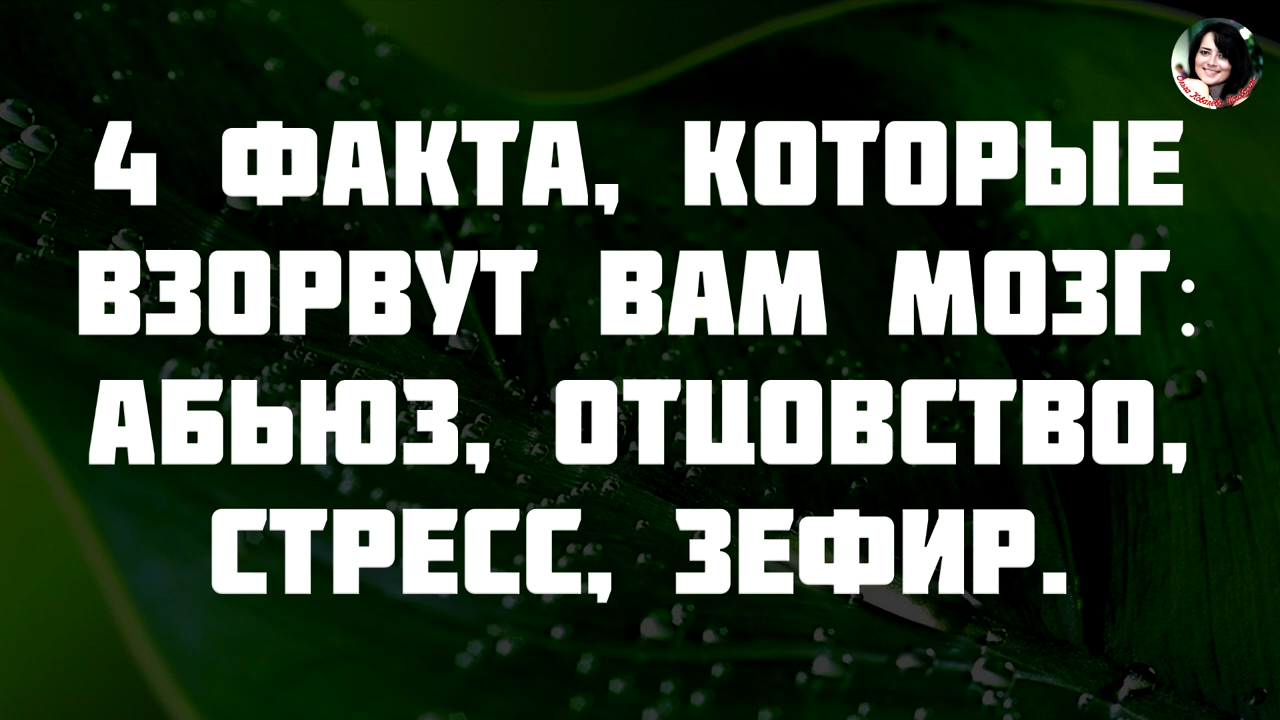 4 ФАКТА, КОТОРЫЕ
ВЗОРВУТ ВАМ МОЗГ:
АБЬЮЗ, ОТЦОВСТВО,
СТРЕСС, ЗЕФИР.